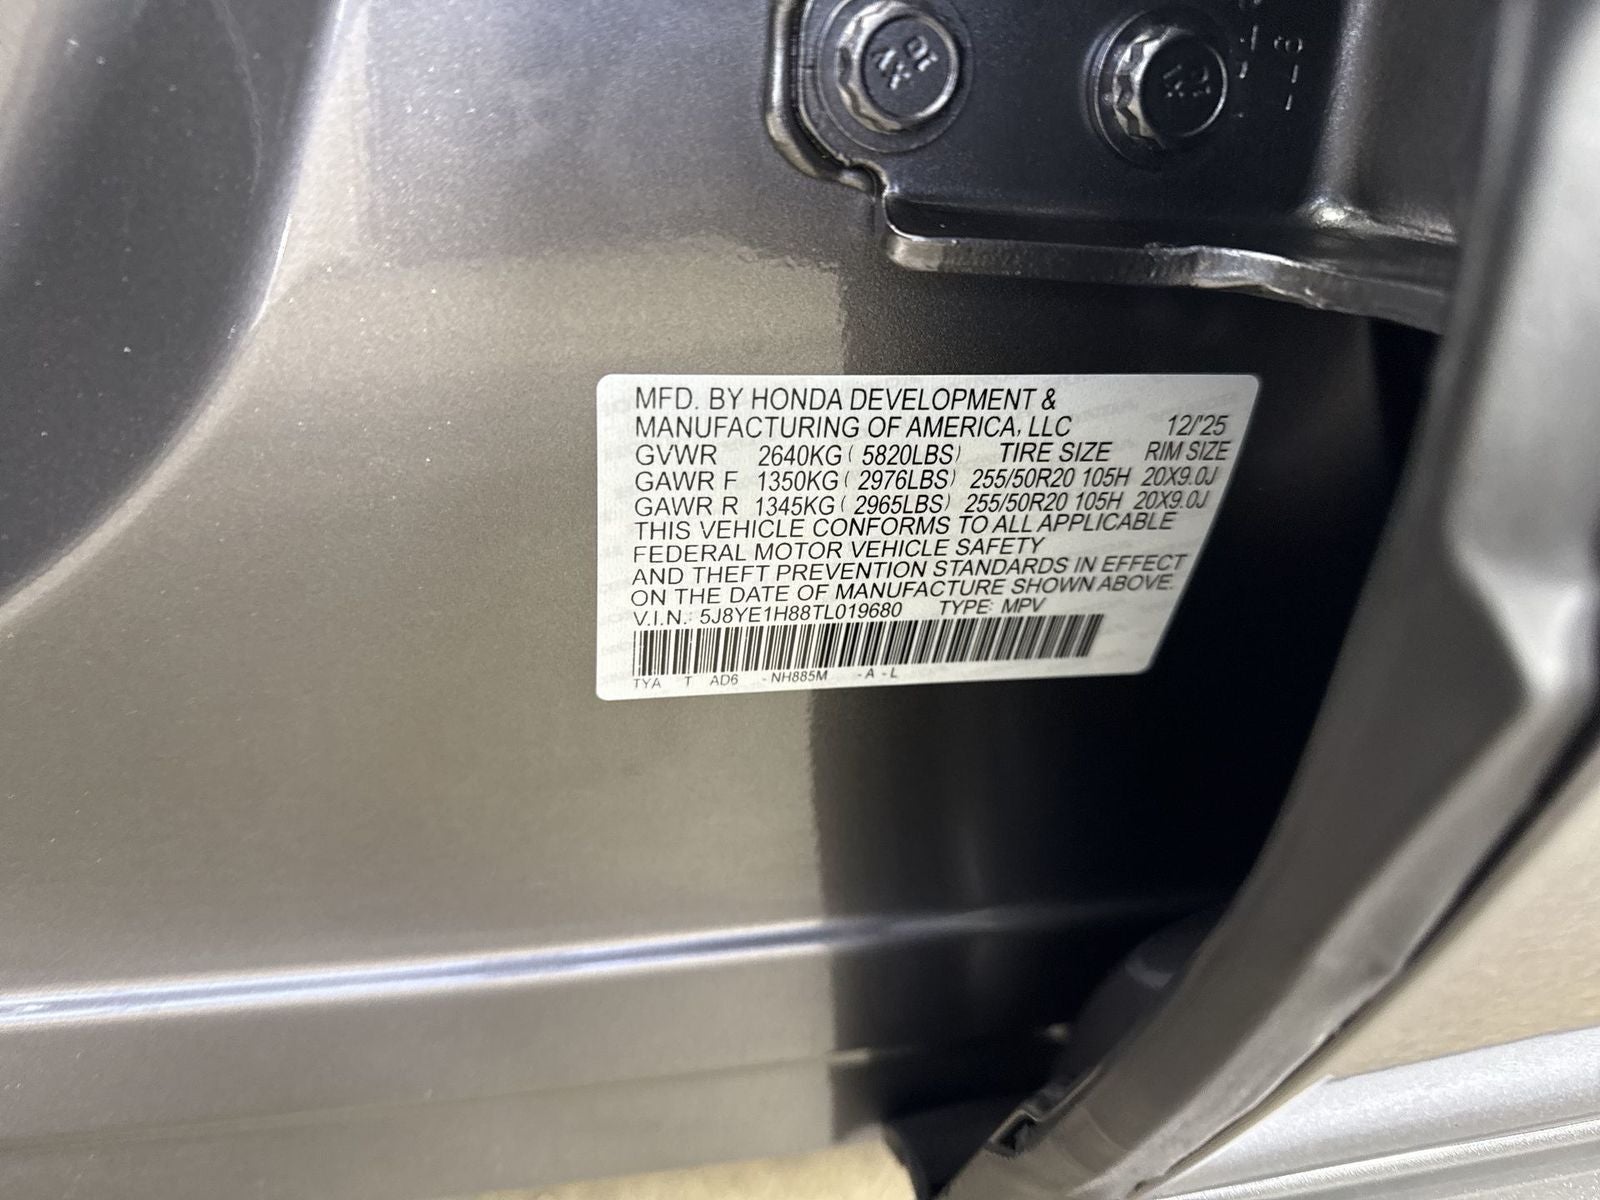 MFD. BY HONDA DEVELOPMENT &
MANUFACTURING OF AMERICA, LLC 12/'25
GVWR 2640KG ( 5820LBS) TIRE SIZE RIM SIZE
GAWR F 1350KG ( 2976LBS) 255/50R20 105H 20X9.0J
GAWR R 1345KG ( 2965LBS) 255/50R20 105H 20X9.0J
THIS VEHICLE CONFORMS TO ALL APPLICABLE
FEDERAL MOTOR VEHICLE SAFETY
AND THEFT PREVENTION STANDARDS IN EFFECT
ON THE DATE OF MANUFACTURE SHOWN ABOVE.
V.I.N.: 5J8YE1H88TL019680 TYPE: MPV
TYA T AD6 - NH885M - A - L